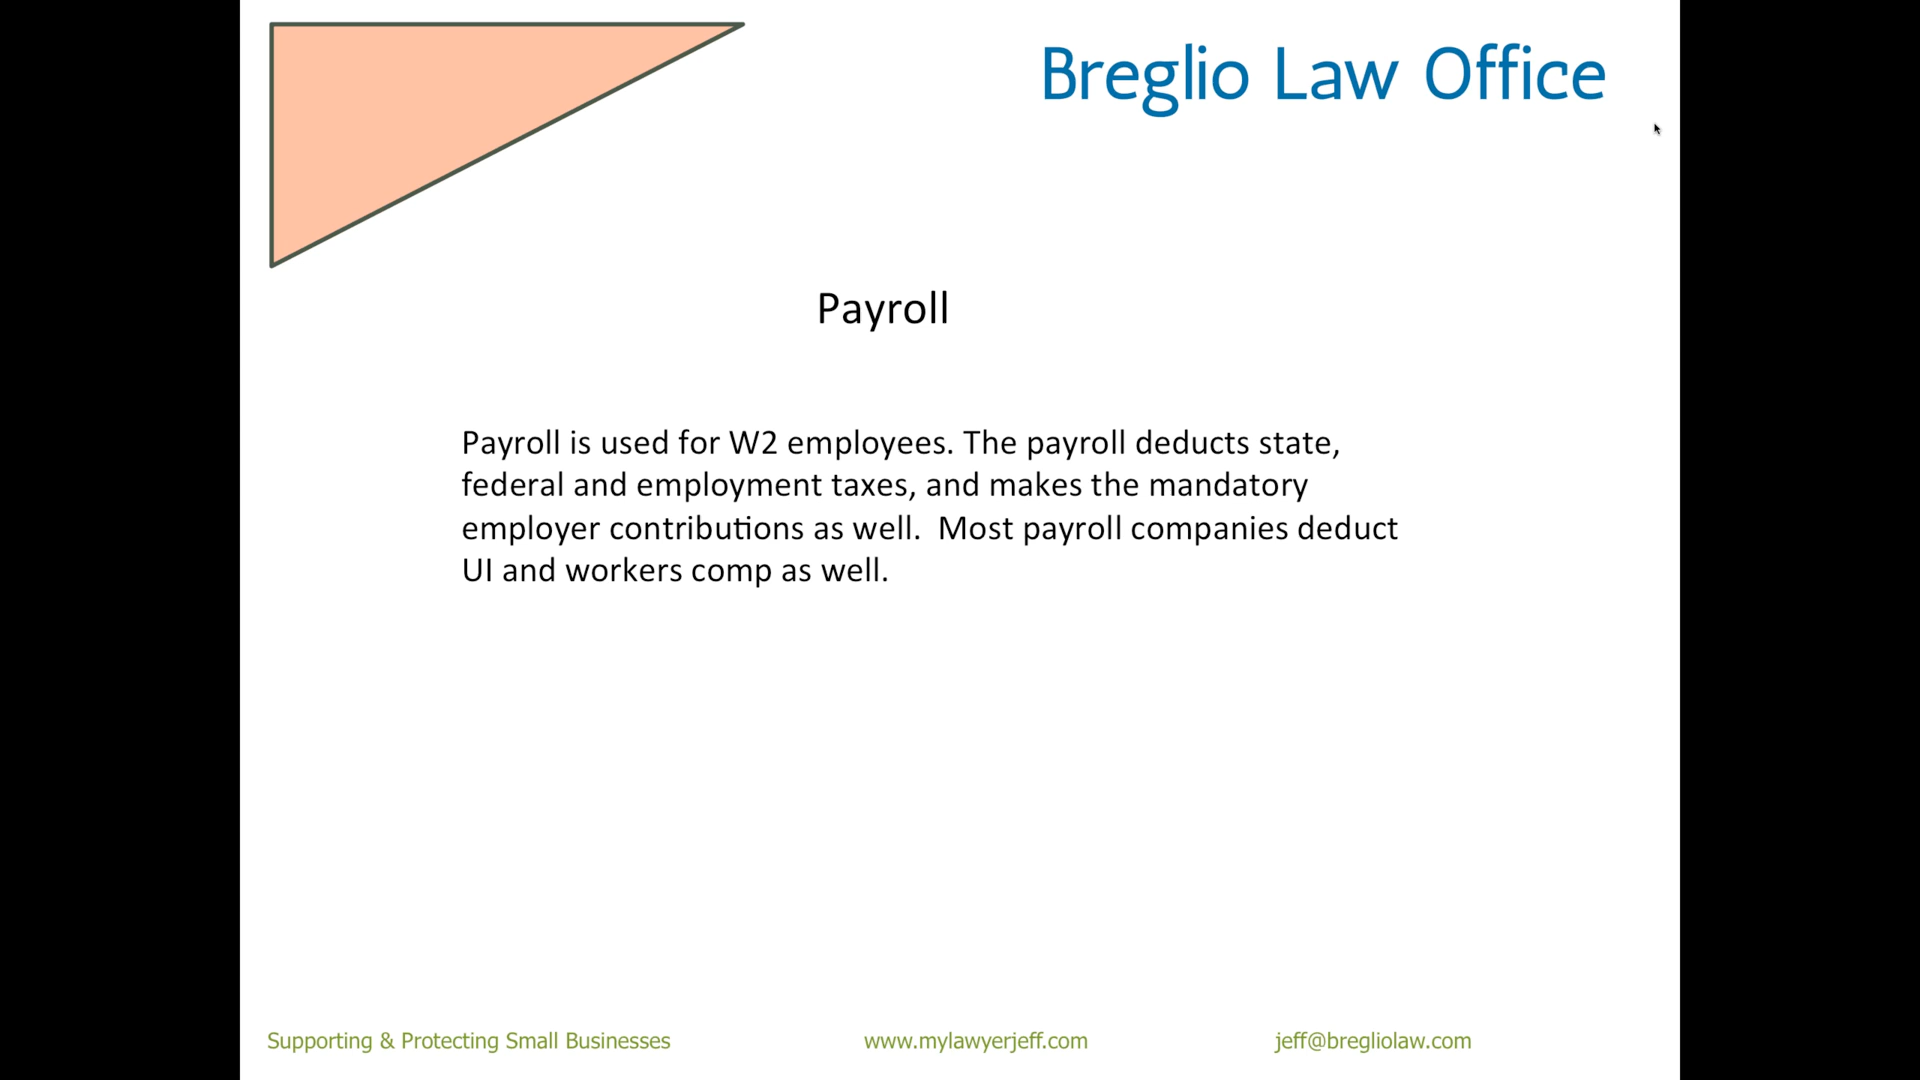 Breglio Law Office
Payroll
Payroll is used for W2 employees. The payroll deducts state,
federal and employment taxes, and makes the mandatory
employer contributions as well.  Most payroll companies deduct
UI and workers comp as well.
Supporting & Protecting Small Businesses
www.mylawyerjeff.com
jeff@bregliolaw.com